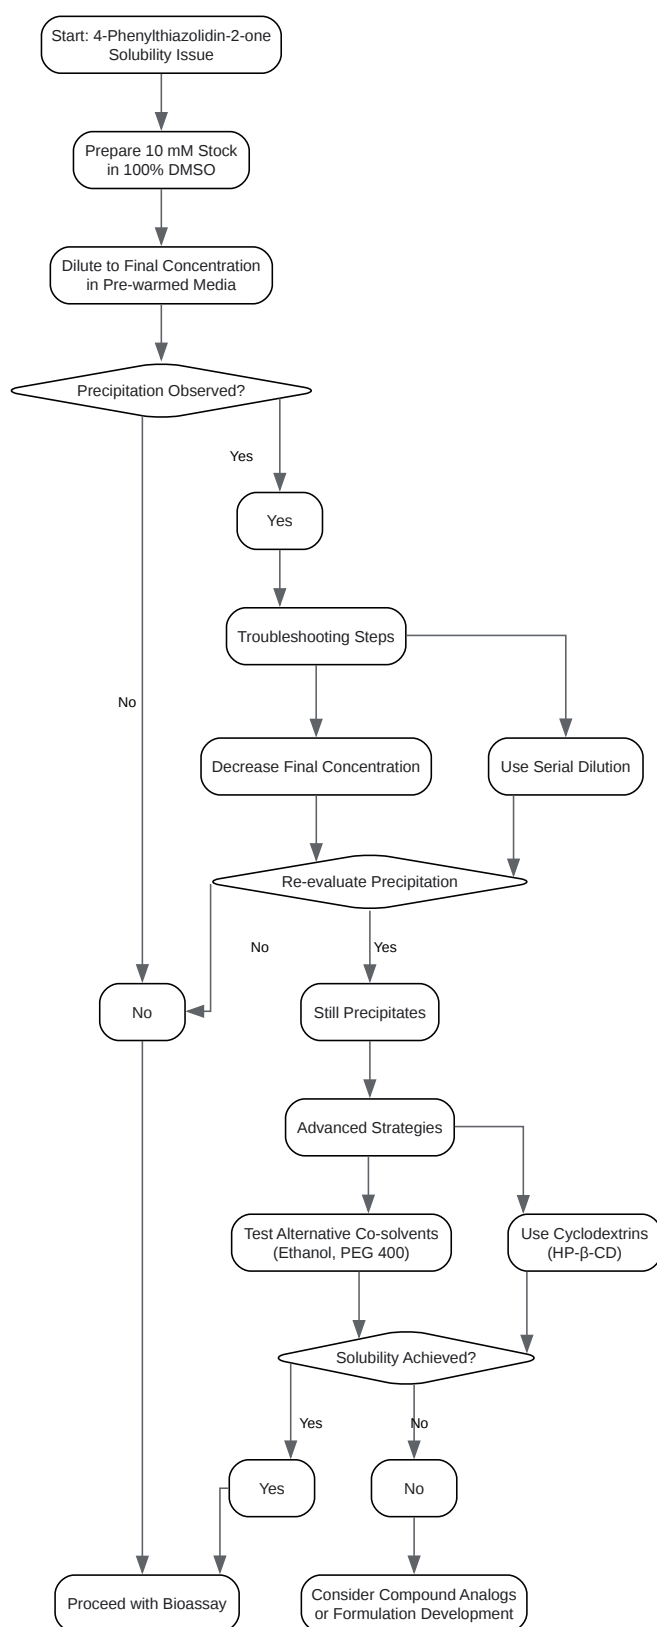 Start: 4-Phenylthiazolidin-2-one
Solubility Issue
Prepare 10 mM Stock
in 100% DMSO
Dilute to Final Concentration
in Pre-warmed Media
Precipitation Observed?
Yes
Yes
Troubleshooting Steps
No
Decrease Final Concentration
Use Serial Dilution
Re-evaluate Precipitation
No
Yes
No
Still Precipitates
Advanced Strategies
Test Alternative Co-solvents
(Ethanol, PEG 400)
Use Cyclodextrins
(HP-β-CD)
Solubility Achieved?
Yes
No
Yes
No
Proceed with Bioassay
Consider Compound Analogs
or Formulation Development